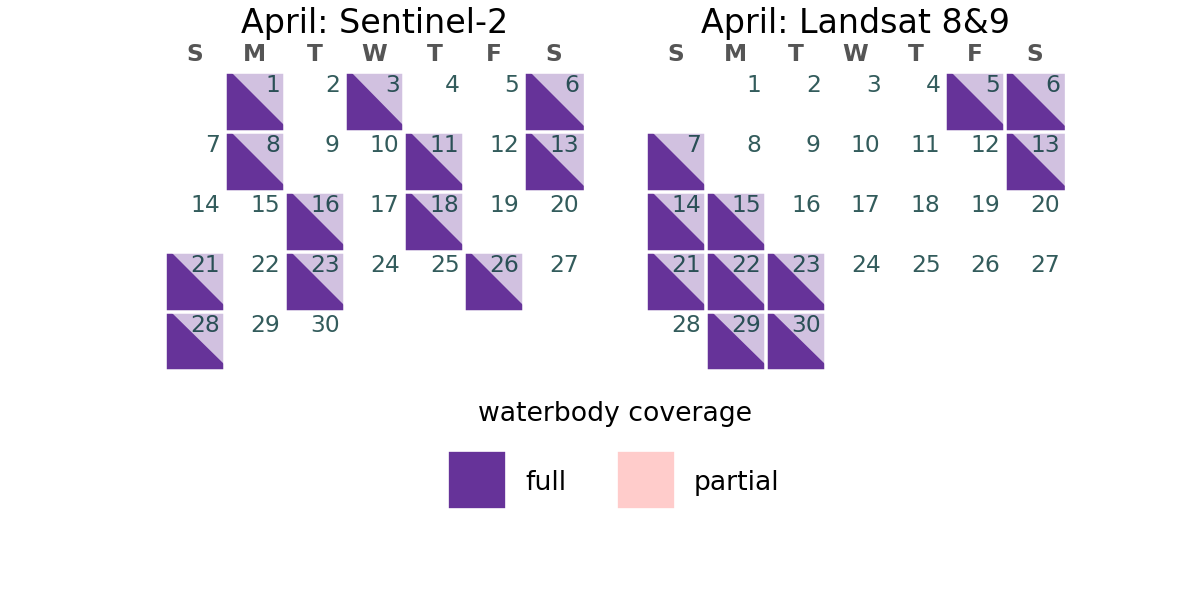 April: Sentinel-2
S M T W T F S
1 2 3 4 5 6
7 8 9 10 11 12 13
14 15 16 17 18 19 20
21 22 23 24 25 26 27
28 29 30
April: Landsat 8&9
S M T W T F S
1 2 3 4 5 6
7 8 9 10 11 12 13
14 15 16 17 18 19 20
21 22 23 24 25 26 27
28 29 30
waterbody coverage
full partial